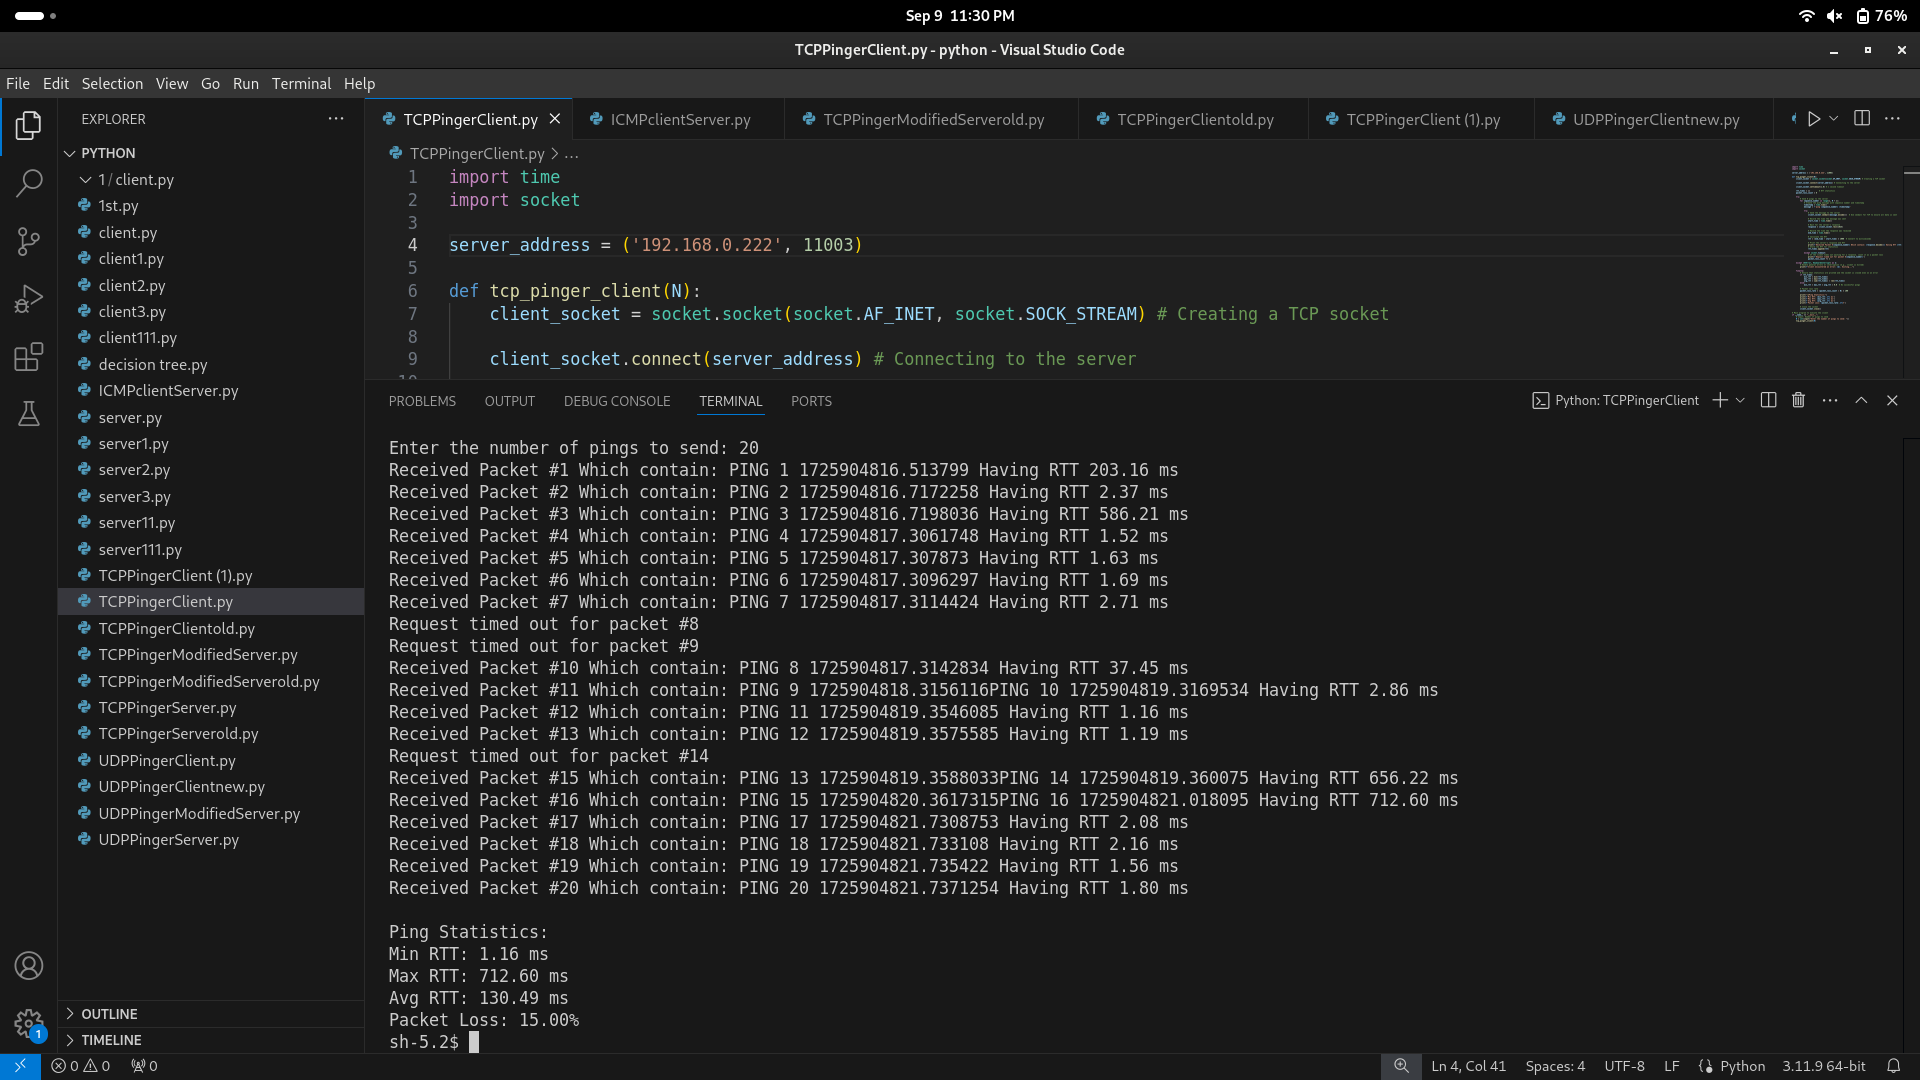 Sep 9 11:30 PM
76%
TCPPingerClient.py - python - Visual Studio Code
File Edit Selection View Go Run Terminal Help
EXPLORER
PYTHON
1 / client.py
1st.py
client.py
client1.py
client2.py
client3.py
client111.py
decision tree.py
ICMPclientServer.py
server.py
server1.py
server2.py
server3.py
server11.py
server111.py
TCPPingerClient (1).py
TCPPingerClient.py
TCPPingerClientold.py
TCPPingerModifiedServer.py
TCPPingerModifiedServerold.py
TCPPingerServer.py
TCPPingerServerold.py
UDPPingerClient.py
UDPPingerClientnew.py
UDPPingerModifiedServer.py
UDPPingerServer.py
OUTLINE
TIMELINE
TCPPingerClient.py ICMPclientServer.py TCPPingerModifiedServerold.py TCPPingerClientold.py TCPPingerClient (1).py UDPPingerClientnew.py
TCPPingerClient.py > ...
1 import time
2 import socket
3
4 server_address = ('192.168.0.222', 11003)
5
6 def tcp_pinger_client(N):
7 client_socket = socket.socket(socket.AF_INET, socket.SOCK_STREAM) # Creating a TCP socket
8
9 client_socket.connect(server_address) # Connecting to the server
10
PROBLEMS OUTPUT DEBUG CONSOLE TERMINAL PORTS
Python: TCPPingerClient
Enter the number of pings to send: 20
Received Packet #1 Which contain: PING 1 1725904816.513799 Having RTT 203.16 ms
Received Packet #2 Which contain: PING 2 1725904816.7172258 Having RTT 2.37 ms
Received Packet #3 Which contain: PING 3 1725904816.7198036 Having RTT 586.21 ms
Received Packet #4 Which contain: PING 4 1725904817.3061748 Having RTT 1.52 ms
Received Packet #5 Which contain: PING 5 1725904817.307873 Having RTT 1.63 ms
Received Packet #6 Which contain: PING 6 1725904817.3096297 Having RTT 1.69 ms
Received Packet #7 Which contain: PING 7 1725904817.3114424 Having RTT 2.71 ms
Request timed out for packet #8
Request timed out for packet #9
Received Packet #10 Which contain: PING 8 1725904817.3142834 Having RTT 37.45 ms
Received Packet #11 Which contain: PING 9 1725904818.3156116PING 10 1725904819.3169534 Having RTT 2.86 ms
Received Packet #12 Which contain: PING 11 1725904819.3546085 Having RTT 1.16 ms
Received Packet #13 Which contain: PING 12 1725904819.3575585 Having RTT 1.19 ms
Request timed out for packet #14
Received Packet #15 Which contain: PING 13 1725904819.3588033PING 14 1725904819.360075 Having RTT 656.22 ms
Received Packet #16 Which contain: PING 15 1725904820.3617315PING 16 1725904821.018095 Having RTT 712.60 ms
Received Packet #17 Which contain: PING 17 1725904821.7308753 Having RTT 2.08 ms
Received Packet #18 Which contain: PING 18 1725904821.733108 Having RTT 2.16 ms
Received Packet #19 Which contain: PING 19 1725904821.735422 Having RTT 1.56 ms
Received Packet #20 Which contain: PING 20 1725904821.7371254 Having RTT 1.80 ms
Ping Statistics:
Min RTT: 1.16 ms
Max RTT: 712.60 ms
Avg RTT: 130.49 ms
Packet Loss: 15.00%
sh-5.2$
1
0 0 0
Ln 4, Col 41 Spaces: 4 UTF-8 LF Python 3.11.9 64-bit